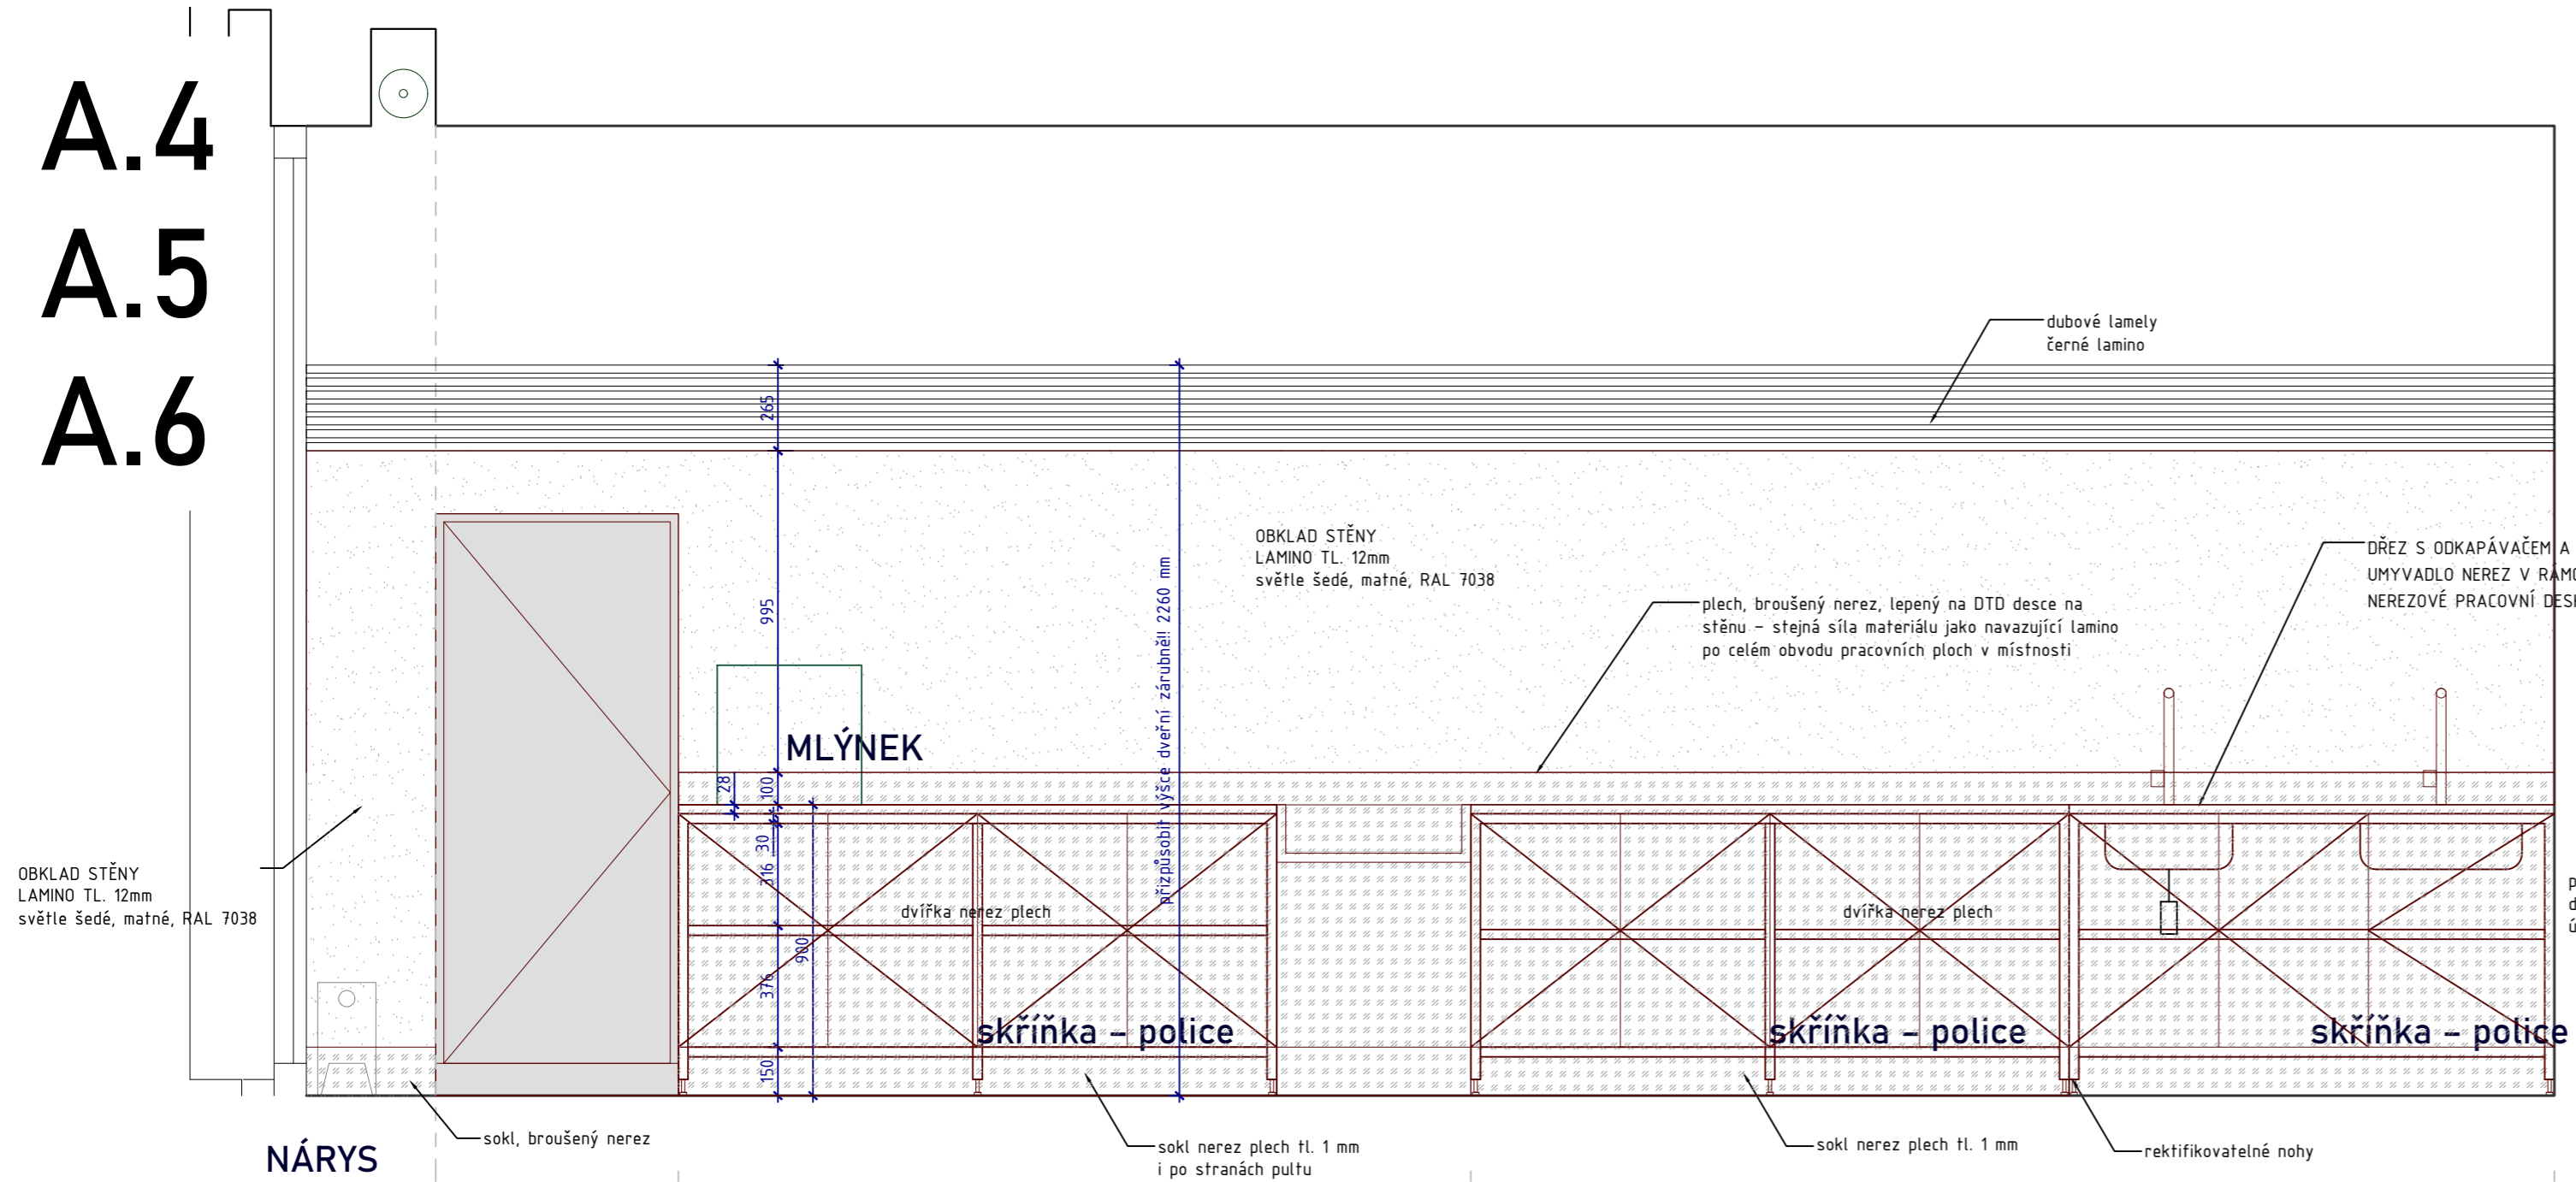 A.4
A.5
A.6
dubové lamely
černé lamino
265
995
přizpůsobit výšce dveřní zárubně!! 2260 mm
OBKLAD STĚNY
LAMINO TL. 12mm
světle šedé, matné, RAL 7038
DŘEZ S ODKAPÁVAČEM A
UMYVADLO NEREZ V
NEREZOVÉ PRACOVNÍ
plech, broušený nerez, lepený na DTD desce na
stěnu – stejná síla materiálu jako navazující lamino
po celém obvodu pracovních ploch v místnosti
MLÝNEK
28
100
30
316
900
376
150
OBKLAD STĚNY
LAMINO TL. 12mm
světle šedé, matné, RAL 7038
dvířka nerez plech
dvířka nerez plech
skříňka – police
skříňka – police
skříňka – police
sokl, broušený nerez
sokl nerez plech tl. 1 mm
i po stranách pultu
sokl nerez plech tl. 1 mm
rektifikovatelné nohy
NÁRYS